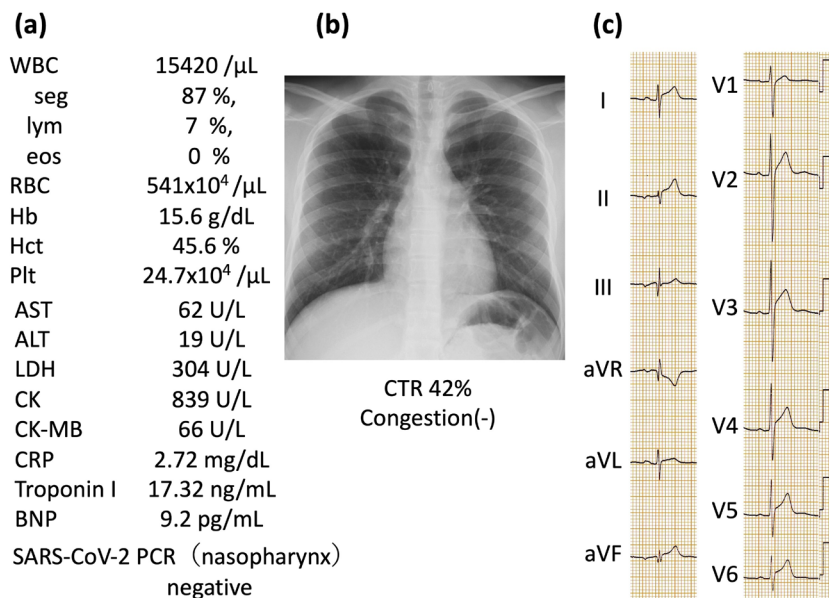 (a)
WBC 15420 /μL
seg 87 %,
lym 7 %,
eos 0 %
RBC 541x10⁴/μL
Hb 15.6 g/dL
Hct 45.6 %
Plt 24.7x10⁴/μL
AST 62 U/L
ALT 19 U/L
LDH 304 U/L
CK 839 U/L
CK-MB 66 U/L
CRP 2.72 mg/dL
Troponin I 17.32 ng/mL
BNP 9.2 pg/mL
SARS-CoV-2 PCR（nasopharynx）
negative
(b)
CTR 42%
Congestion(-)
(c)
I
II
III
aVR
aVL
aVF
V1
V2
V3
V4
V5
V6